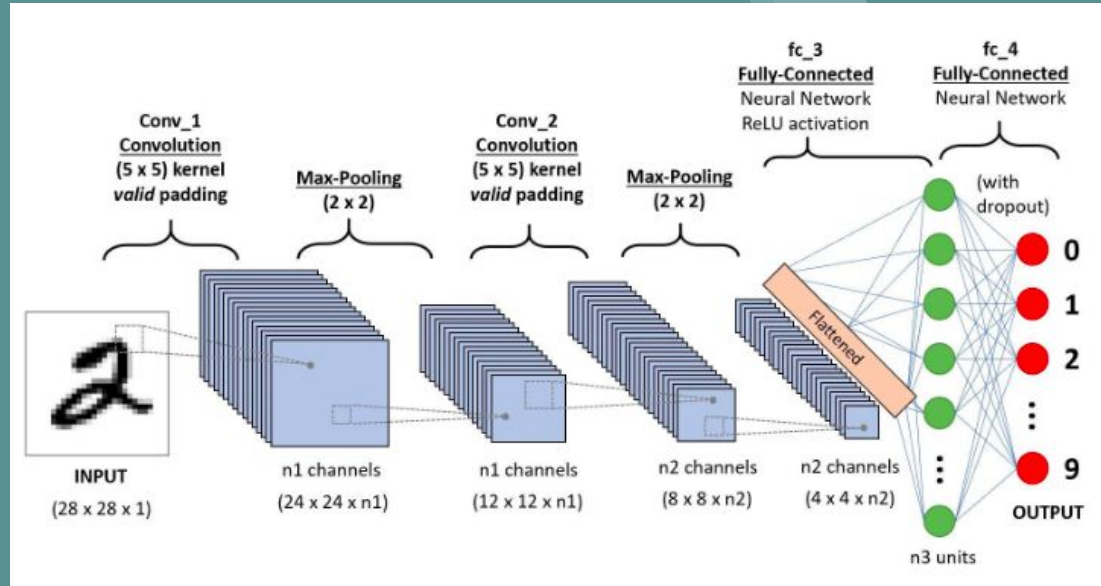 Conv_1
Convolution
(5 x 5) kernel
valid padding
Max-Pooling
(2 x 2)
Conv_2
Convolution
(5 x 5) kernel
valid padding
Max-Pooling
(2 x 2)
fc_3
Fully-Connected
Neural Network
ReLU activation
fc_4
Fully-Connected
Neural Network
(with
dropout)
INPUT
(28 x 28 x 1)
n1 channels
(24 x 24 x n1)
n1 channels
(12 x 12 x n1)
n2 channels
(8 x 8 x n2)
n2 channels
(4 x 4 x n2)
Flattened
n3 units
0
1
2
9
OUTPUT
2